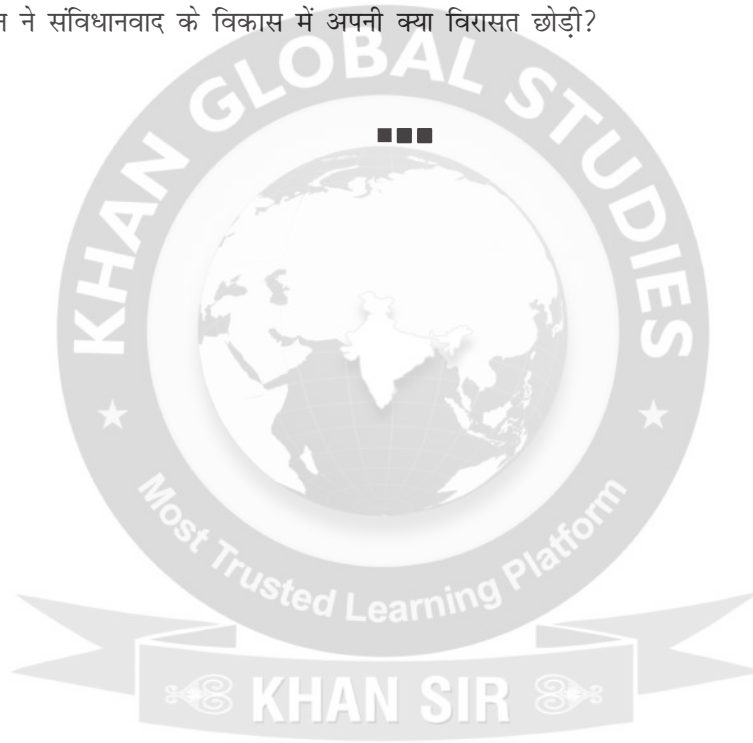 ने संविधानवाद के विकास में अपनी क्या विरासत छोड़ी?
KHAN GLOBAL STUDIES
Most Trusted Learning Platform
KHAN SIR